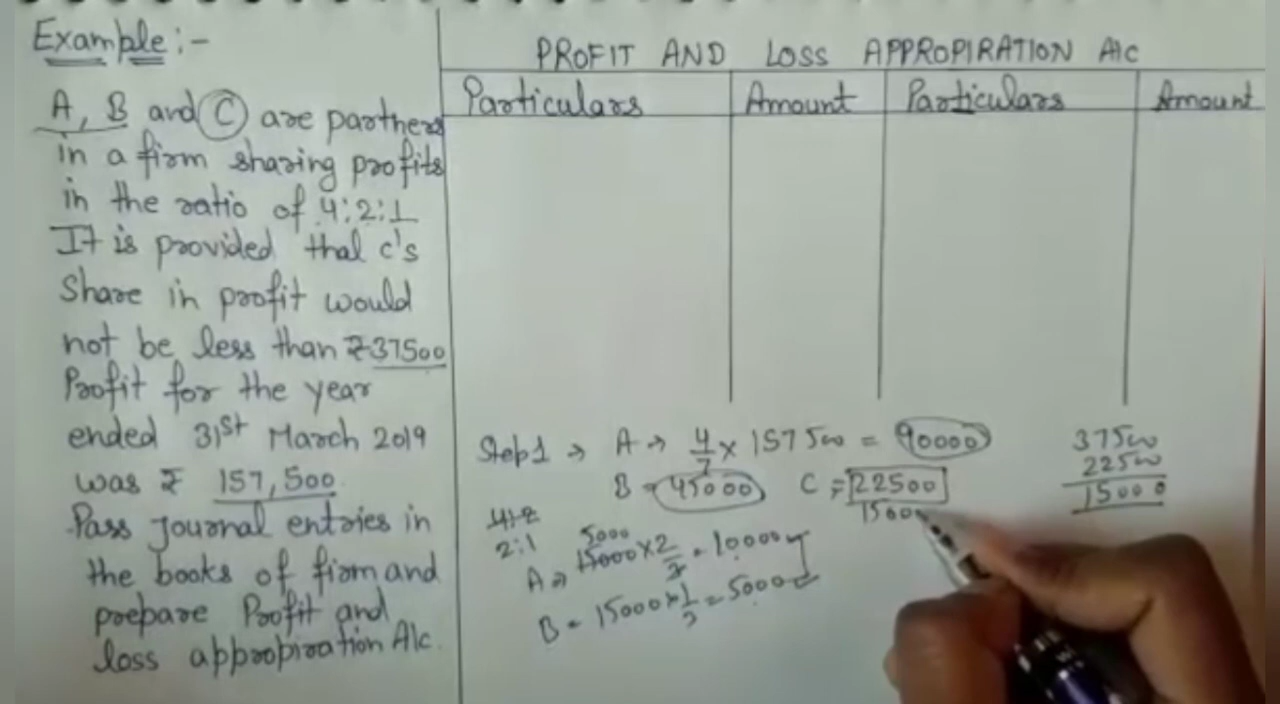 Example :-
A, B and C are partners
in a firm sharing profits
in the ratio of 4:2:1
It is provided that c's
Share in profit would
not be less than ₹37500
Profit for the year
ended 31st March 2019
was ₹ 157,500
Pass Journal entries in
the books of firm and
prepare Profit and
loss appropiration A/c.
PROFIT AND LOSS APPROPIRATION A/c
Particulars Amount Particulars Amount
Step 1 → A → 4/7 × 157500 = 90000
B = 45000 C = 22500
15000
37500
22500
15000
4:2
2:1
5000
A → 15000 × 2/3 = 10000
B = 15000 × 1/3 = 5000